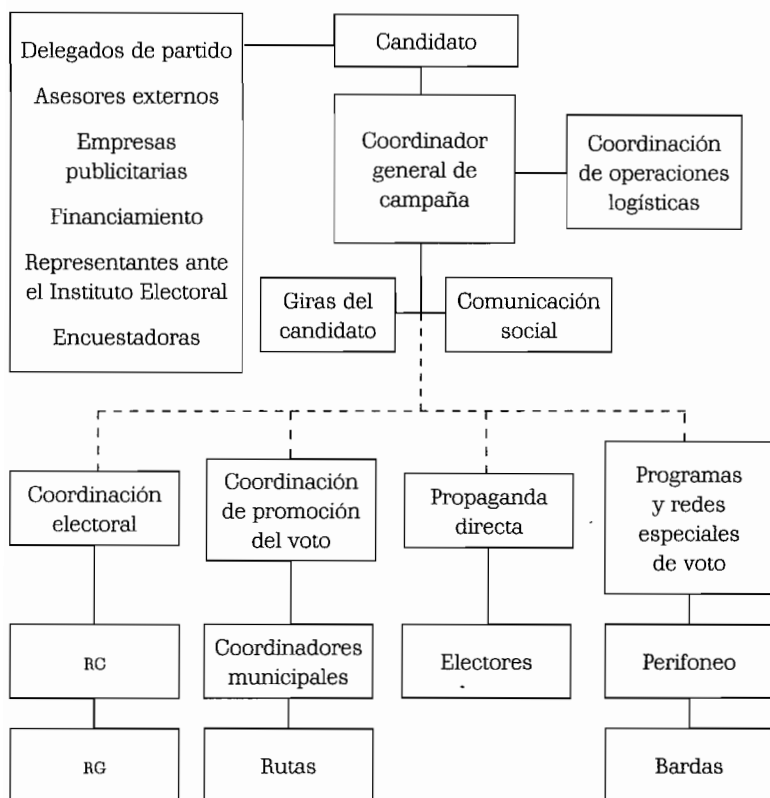 Delegados de partido
Asesores externos
Empresas
publicitarias
Financiamiento
Representantes ante
el Instituto Electoral
Encuestadoras
Candidato
Coordinador
general de
campaña
Coordinación
de operaciones
logísticas
Giras del
candidato
Comunicación
social
Coordinación
electoral
Coordinación
de promoción
del voto
Propaganda
directa
Programas
y redes
especiales
de voto
RC
Coordinadores
municipales
Electores
Perifoneo
RG
Rutas
Bardas